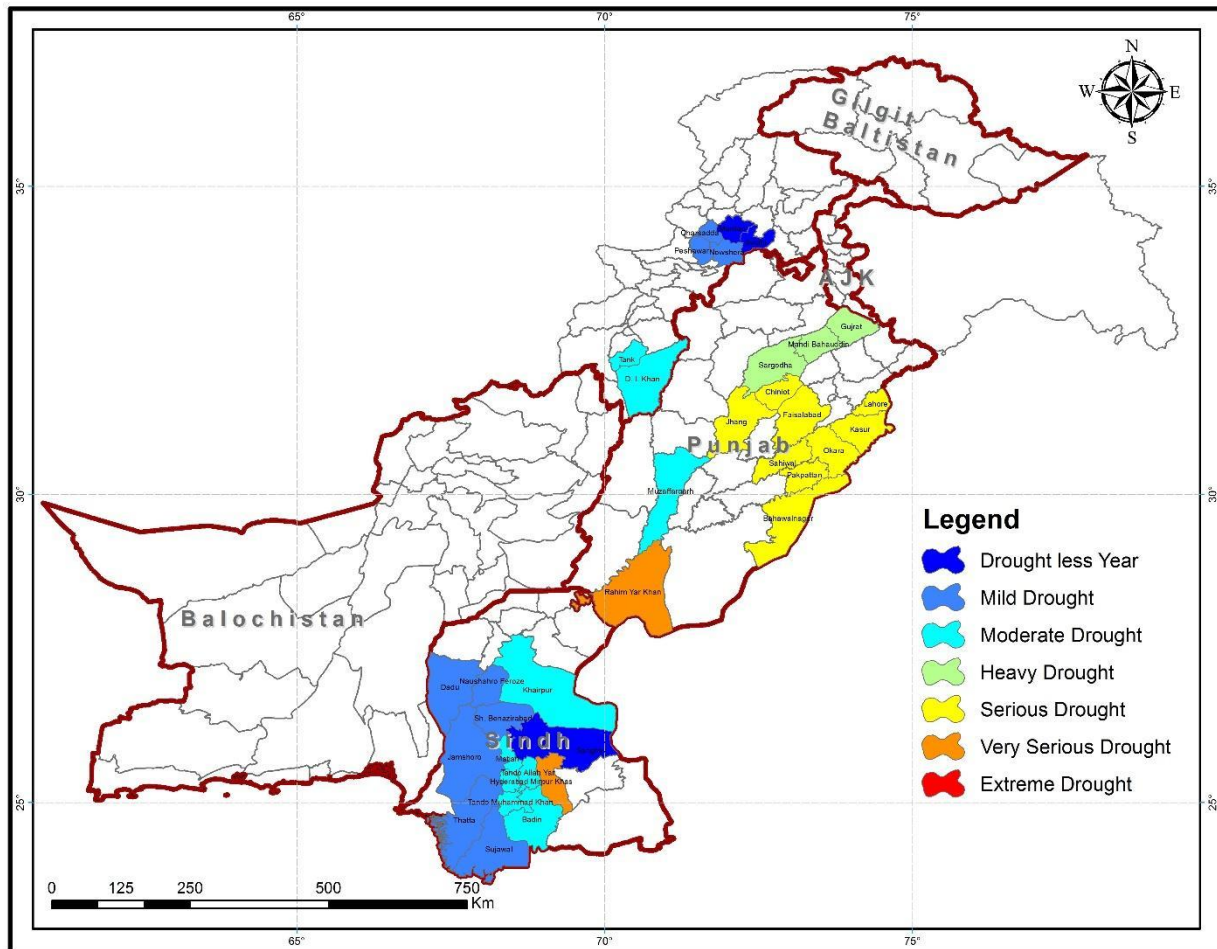 65°
70°
75°
N
W
E
S
Gilgit
Baltistan
35°
35°
Charsadda
Peshawar
Nowshera
AJK
Gujrat
Mandi Bahauddin
Sargodha
Tank
D. I. Khan
Chiniot
Lahore
Faisalabad
Jhang
Kasur
Punjab
Okara
Sahiwal
Pakpattan
Muzaffargarh
30°
30°
Bahawalnagar
Legend
Drought less Year
Mild Drought
Moderate Drought
Heavy Drought
Serious Drought
Very Serious Drought
Extreme Drought
Rahim Yar Khan
Balochistan
Dadu
Naushahro Feroze
Khairpur
Sh. Benazirabad
Sindh
Jamshoro
Matiari
Tando Allah Yar
Hyderabad
Mirpur Khas
Tando Muhammad Khan
25°
25°
Thatta
Badin
Sujawal
0 125 250 500 750
Km
65°
70°
75°